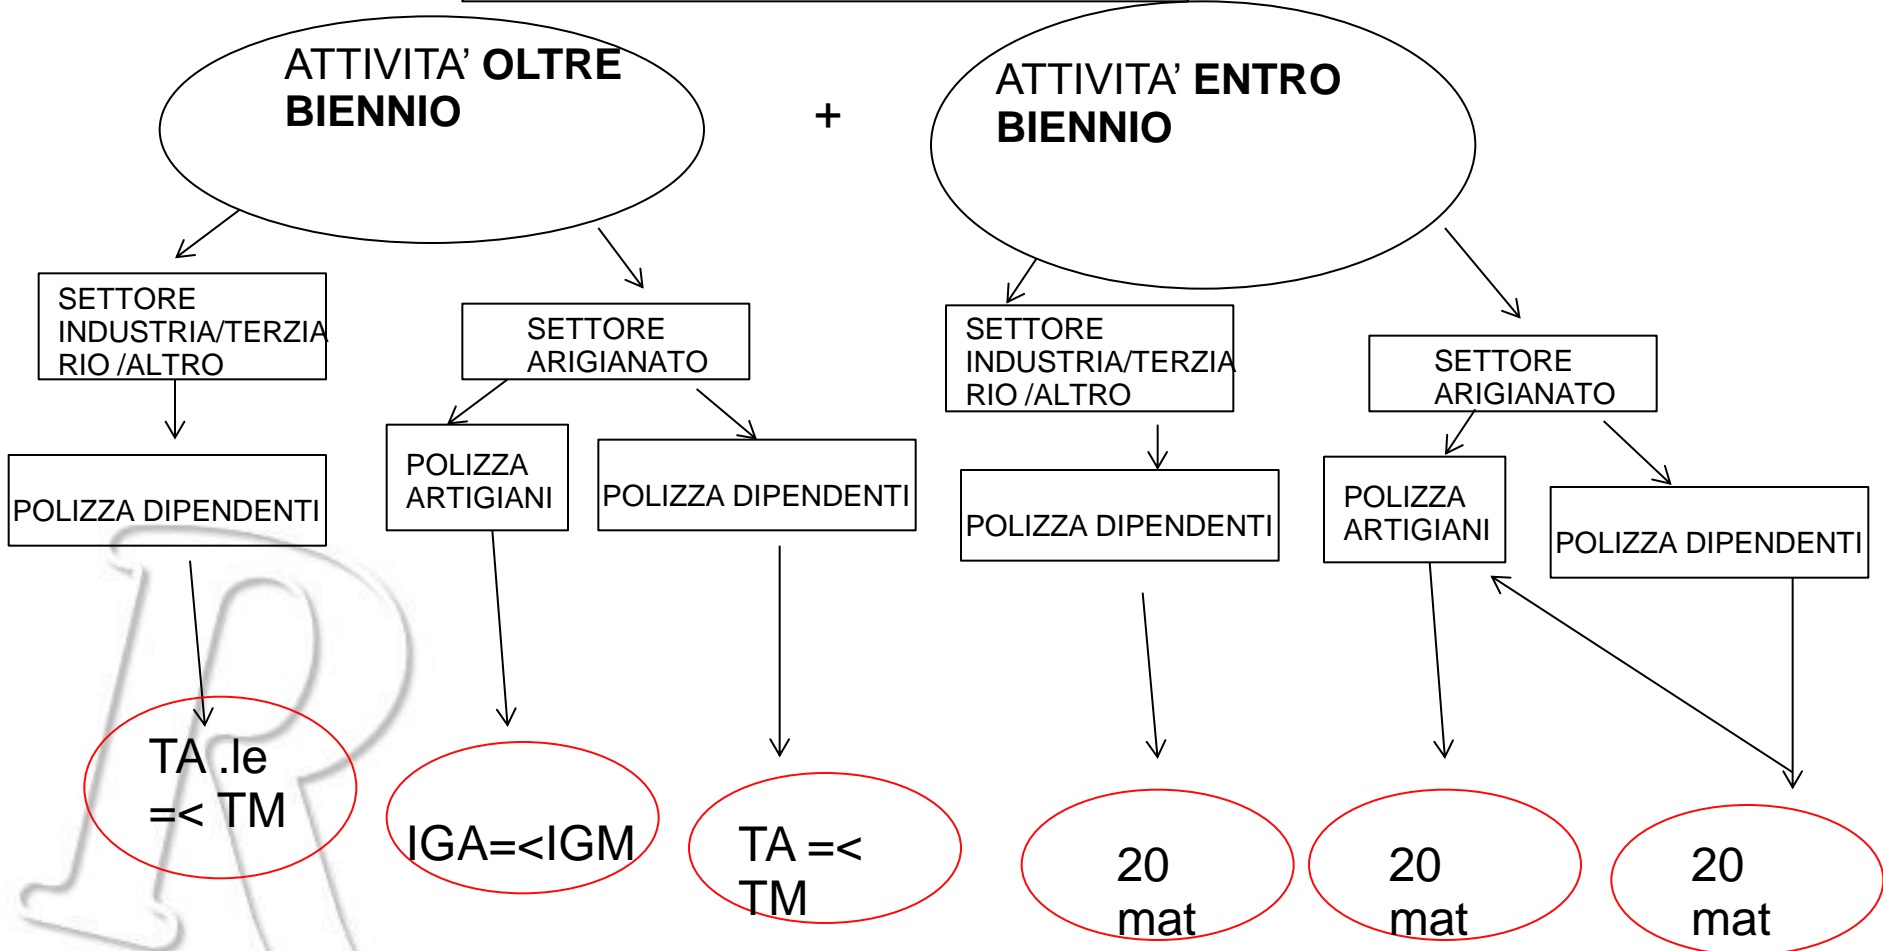 ATTIVITA’ OLTRE
BIENNIO
+
ATTIVITA’ ENTRO
BIENNIO
SETTORE
INDUSTRIA/TERZIA
RIO /ALTRO
SETTORE
ARIGIANATO
SETTORE
INDUSTRIA/TERZIA
RIO /ALTRO
SETTORE
ARIGIANATO
POLIZZA DIPENDENTI
POLIZZA
ARTIGIANI
POLIZZA DIPENDENTI
POLIZZA DIPENDENTI
POLIZZA
ARTIGIANI
POLIZZA DIPENDENTI
TA .le
=< TM
IGA=<IGM
TA =<
TM
20
mat
20
mat
20
mat
R